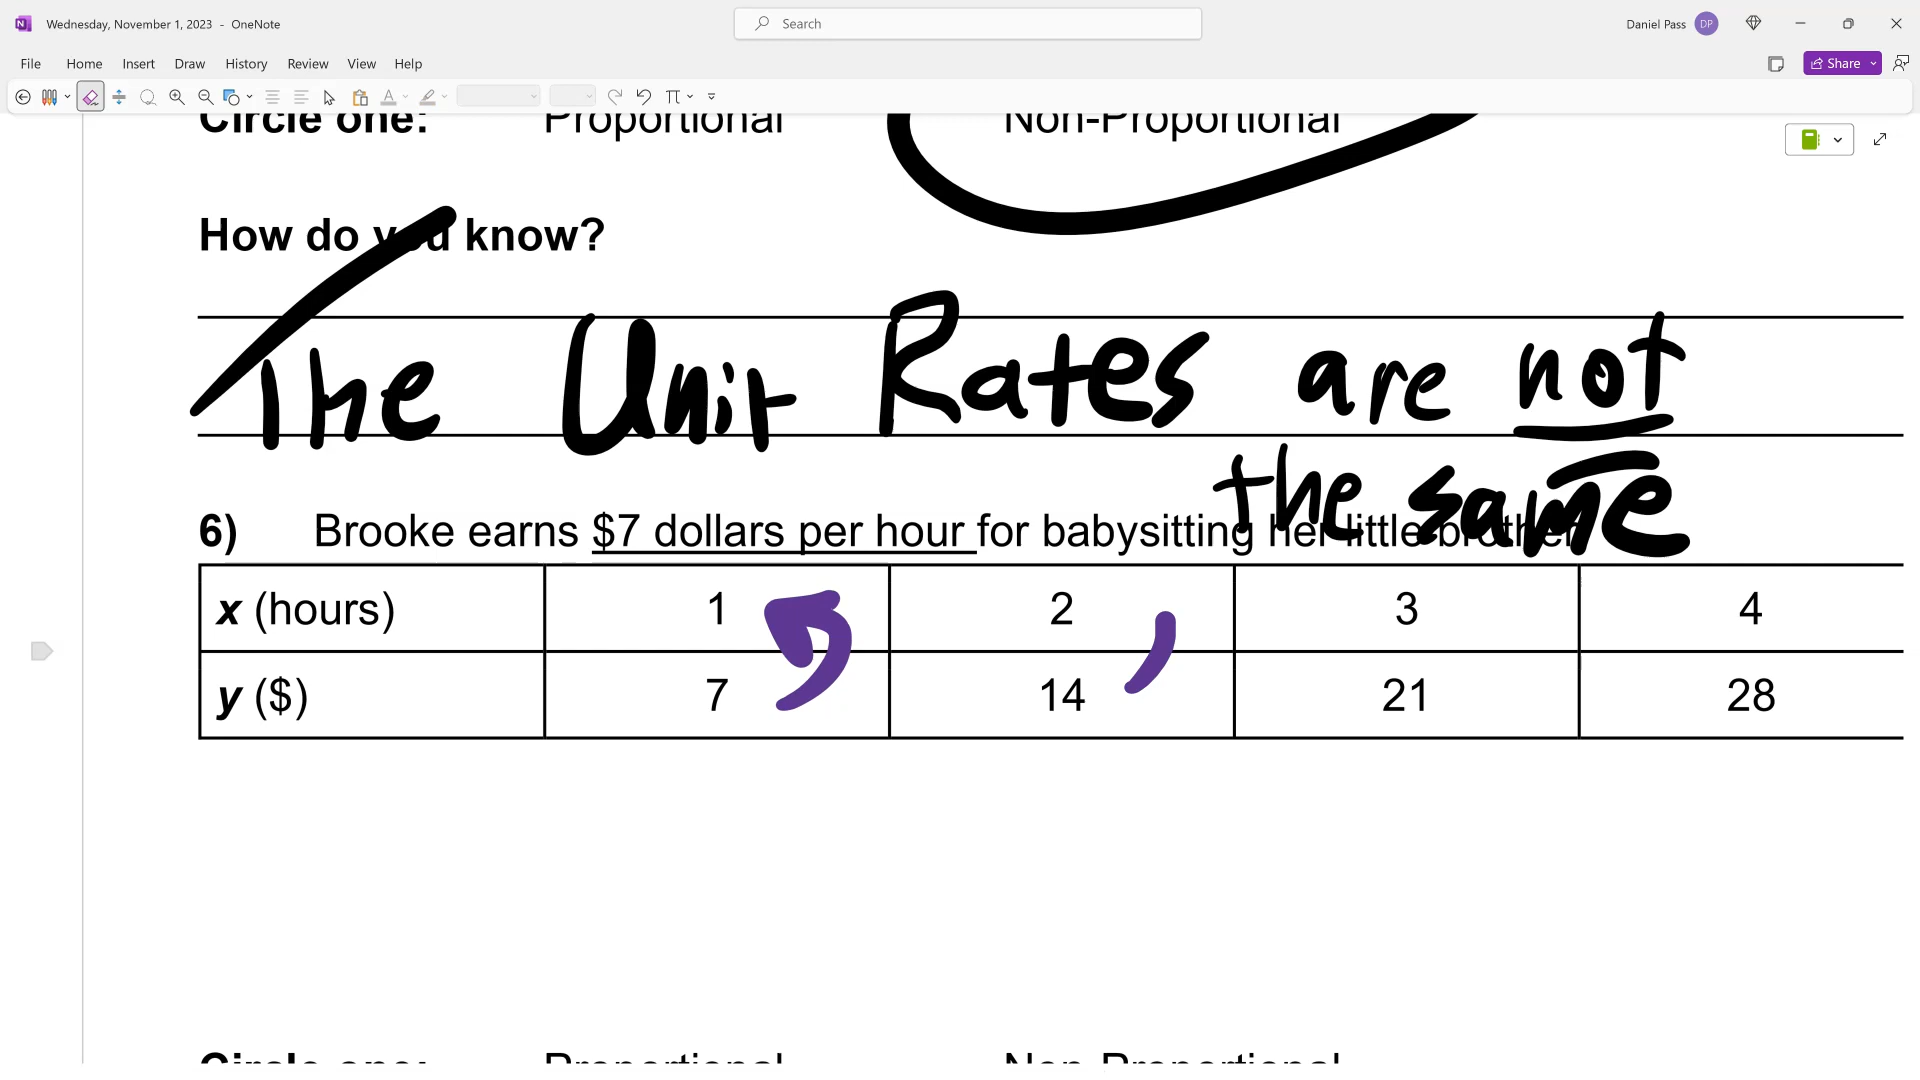 Wednesday, November 1, 2023 - OneNote
Search
Daniel Pass DP
File Home Insert Draw History Review View Help
Share
Circle one: Proportional Non-Proportional
How do you know?
The Unit Rates are not
the same
6) Brooke earns $7 dollars per hour for babysitting her little brother
x (hours) 1 2 3 4
y ($) 7 14 21 28
Circle one: Proportional Non-Proportional